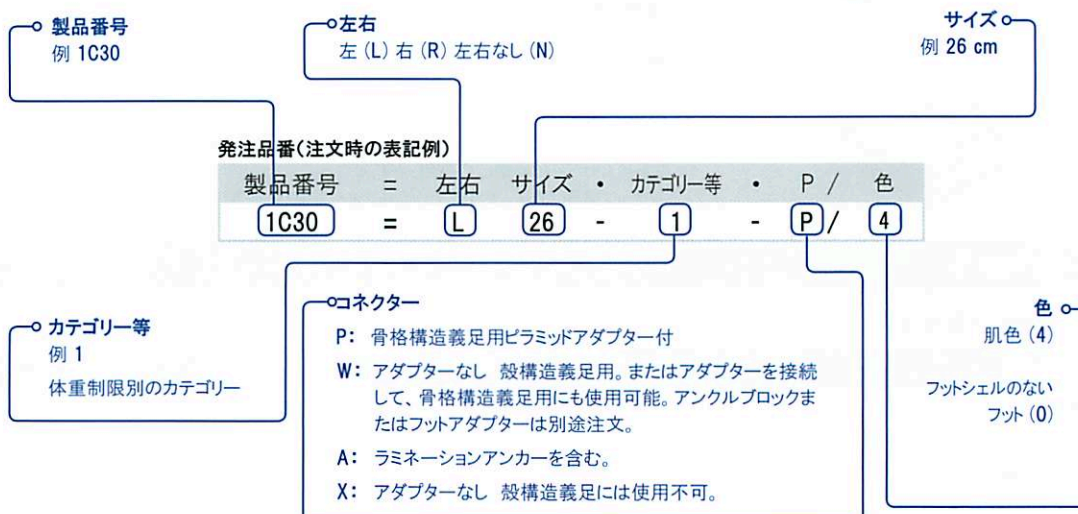 製品番号
例 1C30
左右
左 (L) 右 (R) 左右なし (N)
サイズ
例 26 cm
発注品番(注文時の表記例)
製品番号 = 左右 サイズ ・ カテゴリー等 ・ P / 色
1C30 = L 26 - 1 - P / 4
カテゴリー等
例 1
体重制限別のカテゴリー
コネクター
P: 骨格構造義足用ピラミッドアダプター付
W: アダプターなし 殻構造義足用。またはアダプターを接続
して、骨格構造義足用にも使用可能。アンクルブロックま
たはフットアダプターは別途注文。
A: ラミネーションアンカーを含む。
X: アダプターなし 殻構造義足には使用不可。
色
肌色 (4)
フットシェルのない
フット (0)